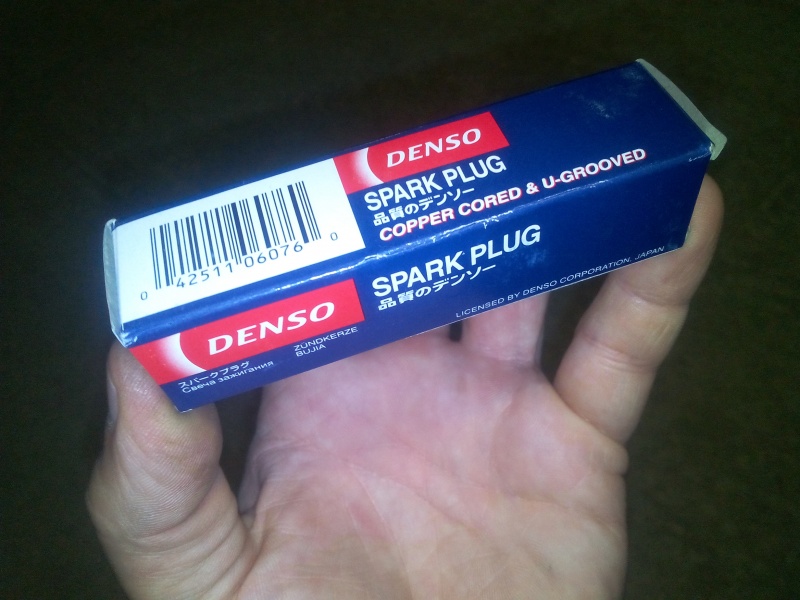 DENSO
SPARK PLUG
品質のデンソー
COPPER CORED & U-GROOVED
0 42511 06076 0
DENSO
SPARK PLUG
品質のデンソー
LICENSED BY DENSO CORPORATION, JAPAN
スパークプラグ
ZÜNDKERZE
Свеча зажигания
BUJIA